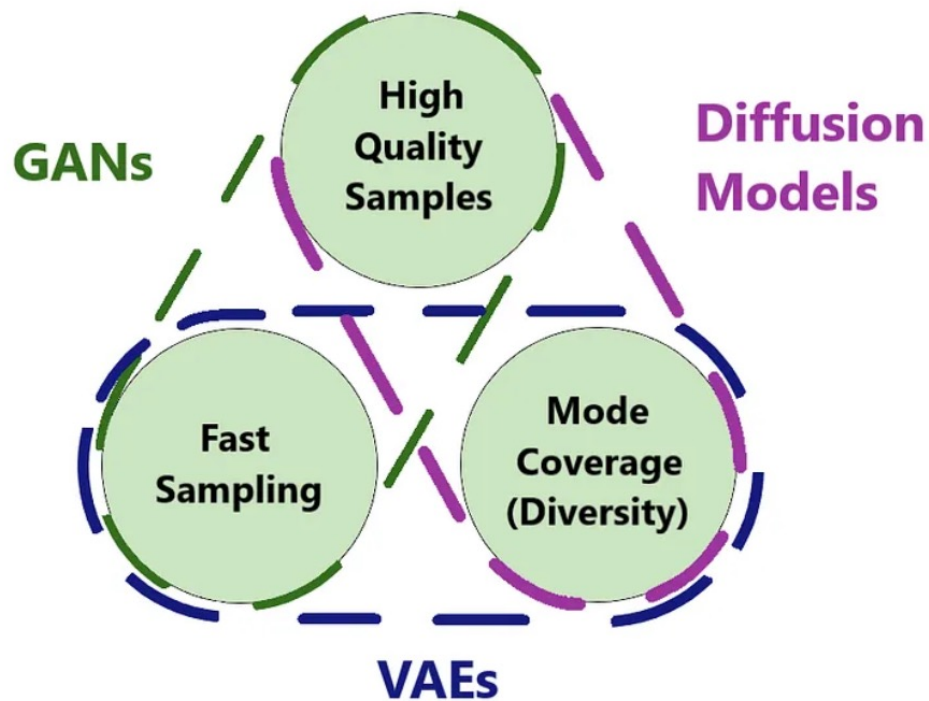 High
Quality
Samples
GANs
Diffusion
Models
Fast
Sampling
Mode
Coverage
(Diversity)
VAEs